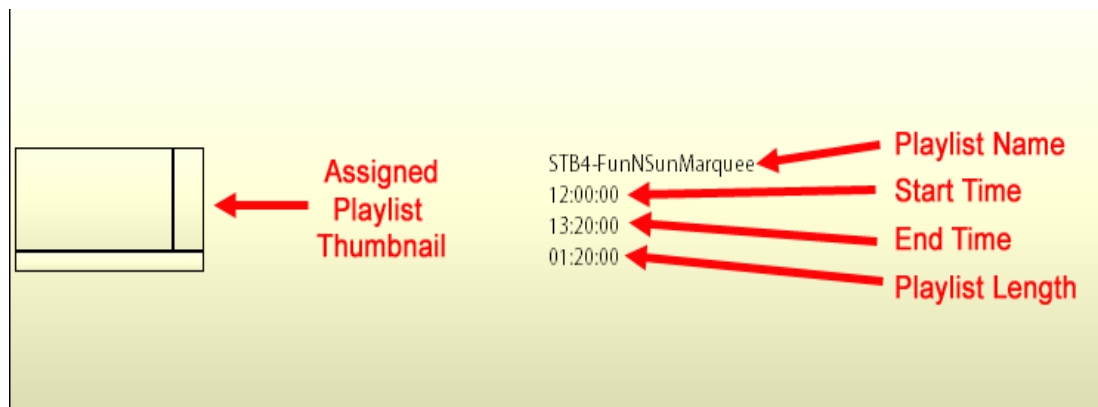 Assigned
Playlist
Thumbnail
STB4-FunNSunMarquee
12:00:00
13:20:00
01:20:00
Playlist Name
Start Time
End Time
Playlist Length